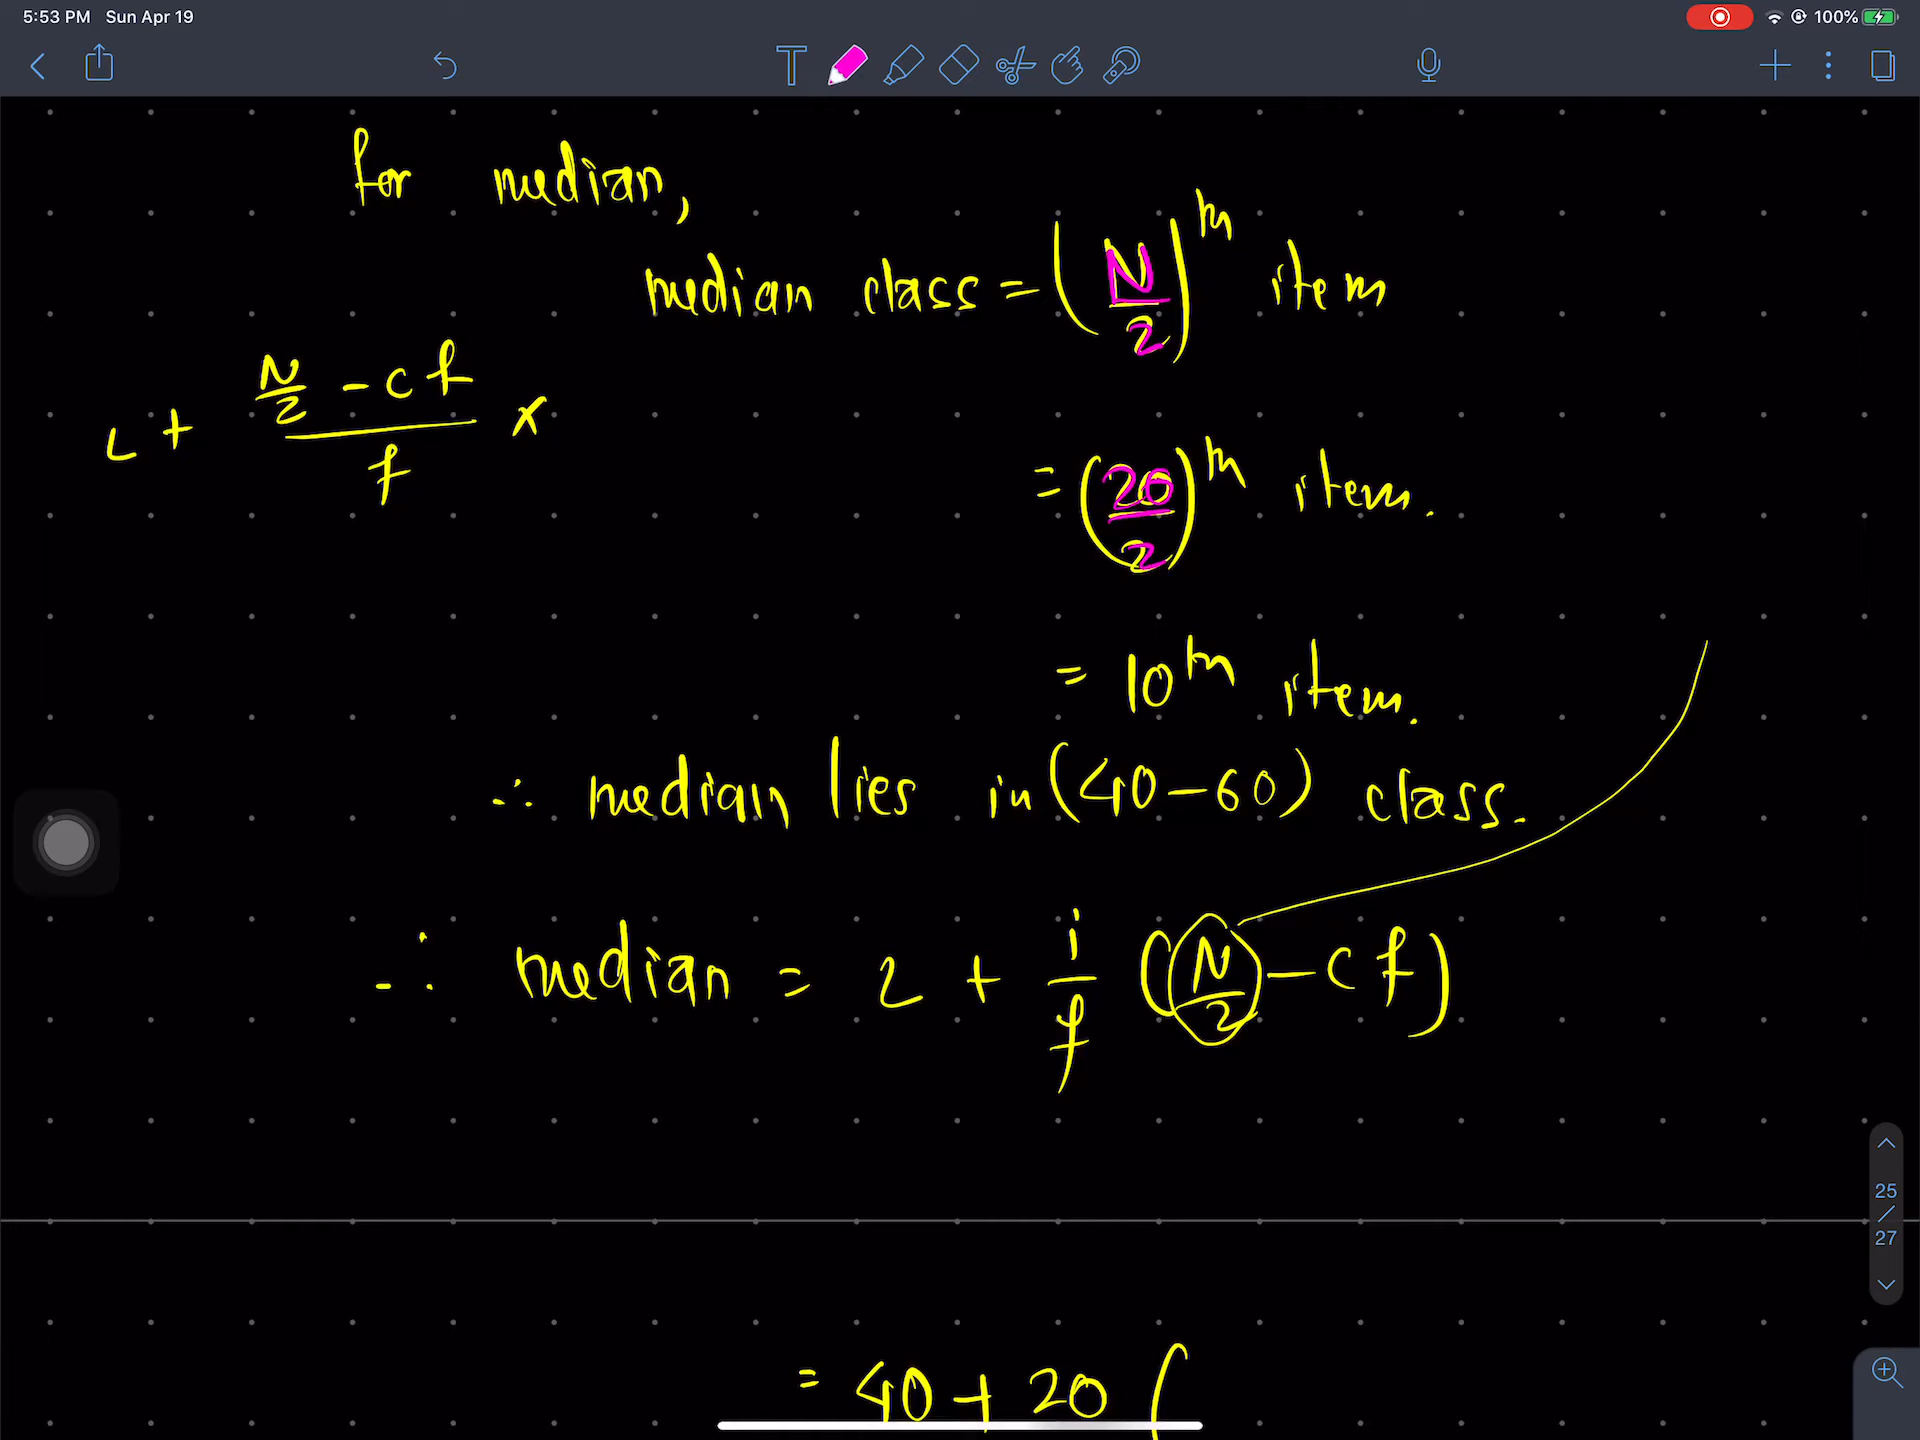 5:53 PM Sun Apr 19
100%
for median,
median class = (N/2)th item
L + (N/2 - cf)/f ×
= (20/2)th item.
= 10th item.
∴ median lies in (40-60) class.
∴ median = L + i/f (N/2 - cf)
25
/
27
= 40 + 20 (